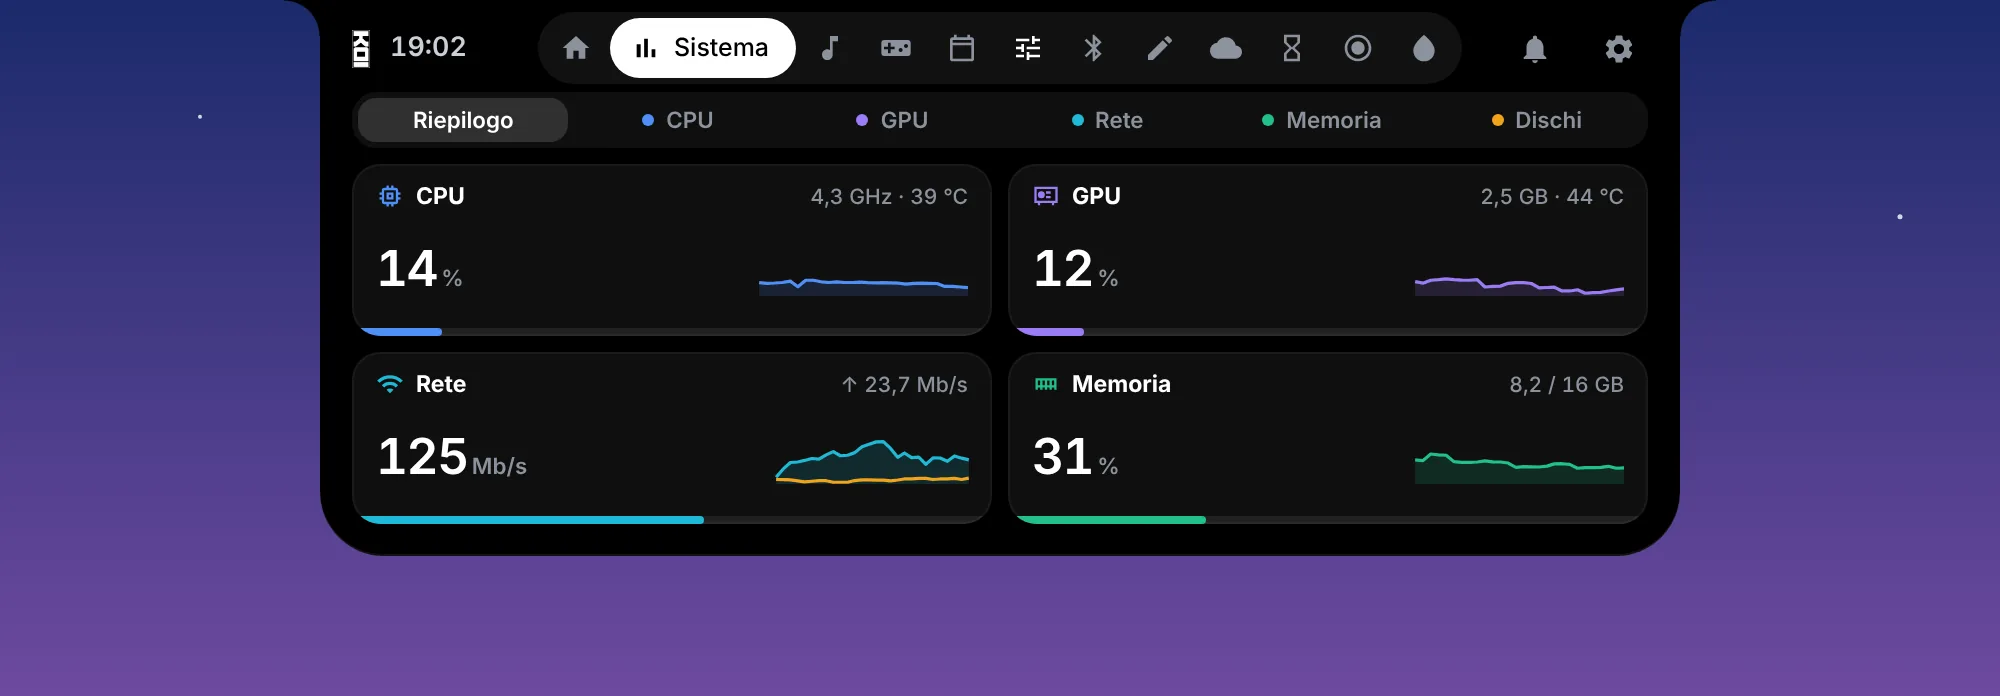 19:02
Sistema
Riepilogo
CPU
GPU
Rete
Memoria
Dischi
CPU
4,3 GHz · 39 °C
14 %
GPU
2,5 GB · 44 °C
12 %
Rete
↑ 23,7 Mb/s
125 Mb/s
Memoria
8,2 / 16 GB
31 %